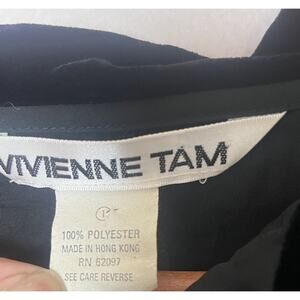 VIVIENNE TAM
100% POLYESTER
MADE IN HONG KONG
RN 62097
SEE CARE REVERSE